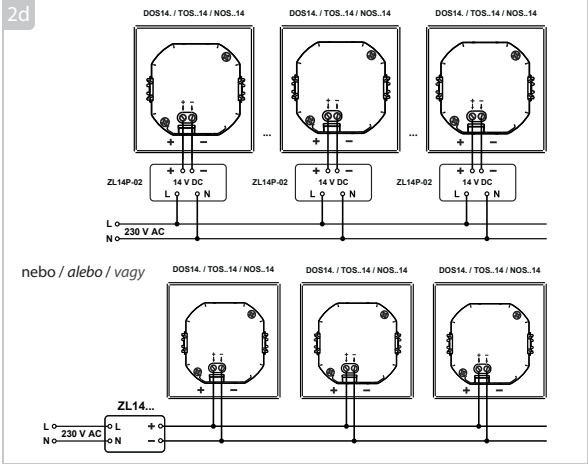 2d
DOS14. / TOS..14 / NOS..14 DOS14. / TOS..14 / NOS..14 DOS14. / TOS..14 / NOS..14
+ − + − + −
+ − ... + − ... + −
ZL14P-02 + − ZL14P-02 + − ZL14P-02 + −
14 V DC 14 V DC 14 V DC
L N L N L N
L
230 V AC
N
nebo / alebo / vagy
DOS14. / TOS..14 / NOS..14 DOS14. / TOS..14 / NOS..14 DOS14. / TOS..14 / NOS..14
+ − + − + −
+ − + − + −
ZL14...
L L +
230 V AC
N N −